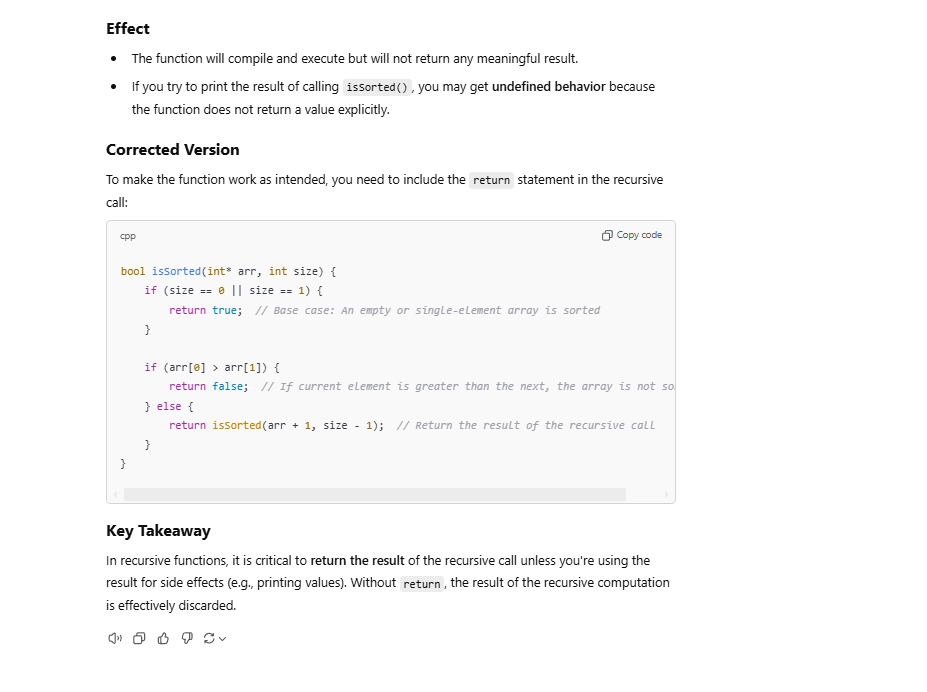 Effect
• The function will compile and execute but will not return any meaningful result.
• If you try to print the result of calling isSorted(), you may get undefined behavior because
the function does not return a value explicitly.
Corrected Version
To make the function work as intended, you need to include the return statement in the recursive
call:
cpp
Copy code
bool isSorted(int* arr, int size) {
    if (size == 0 || size == 1) {
        return true;  // Base case: An empty or single-element array is sorted
    }

    if (arr[0] > arr[1]) {
        return false;  // If current element is greater than the next, the array is not so
    } else {
        return isSorted(arr + 1, size - 1);  // Return the result of the recursive call
    }
}
Key Takeaway
In recursive functions, it is critical to return the result of the recursive call unless you're using the
result for side effects (e.g., printing values). Without return, the result of the recursive computation
is effectively discarded.